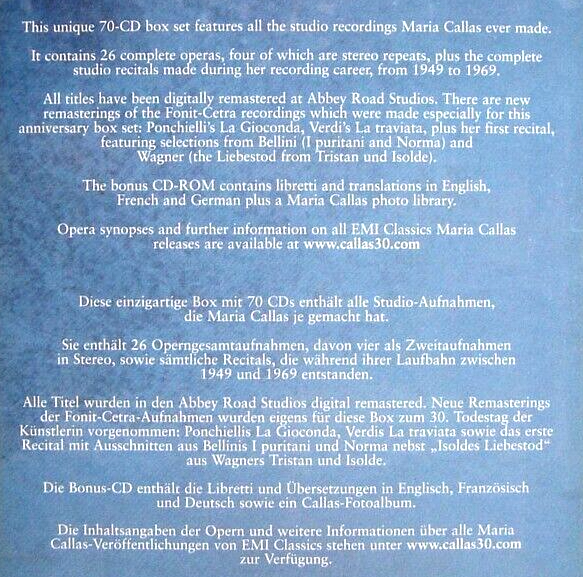 This unique 70-CD box set features all the studio recordings Maria Callas ever made.
It contains 26 complete operas, four of which are stereo repeats, plus the complete
studio recitals made during her recording career, from 1949 to 1969.
All titles have been digitally remastered at Abbey Road Studios. There are new
remasterings of the Fonit-Cetra recordings which were made especially for this
anniversary box set: Ponchielli's La Gioconda, Verdi's La traviata, plus her first recital,
featuring selections from Bellini (I puritani and Norma) and
Wagner (the Liebestod from Tristan und Isolde).
The bonus CD-ROM contains libretti and translations in English,
French and German plus a Maria Callas photo library.
Opera synopses and further information on all EMI Classics Maria Callas
releases are available at www.callas30.com
Diese einzigartige Box mit 70 CDs enthält alle Studio-Aufnahmen,
die Maria Callas je gemacht hat.
Sie enthält 26 Operngesamtaufnahmen, davon vier als Zweitaufnahmen
in Stereo, sowie sämtliche Recitals, die während ihrer Laufbahn zwischen
1949 und 1969 entstanden.
Alle Titel wurden in den Abbey Road Studios digital remastered. Neue Remasterings
der Fonit-Cetra-Aufnahmen wurden eigens für diese Box zum 30. Todestag der
Künstlerin vorgenommen: Ponchiellis La Gioconda, Verdis La traviata sowie das erste
Recital mit Ausschnitten aus Bellinis I puritani und Norma nebst „Isoldes Liebestod“
aus Wagners Tristan und Isolde.
Die Bonus-CD enthält die Libretti und Übersetzungen in Englisch, Französisch
und Deutsch sowie ein Callas-Fotoalbum.
Die Inhaltsangaben der Opern und weitere Informationen über alle Maria
Callas-Veröffentlichungen von EMI Classics stehen unter www.callas30.com
zur Verfügung.